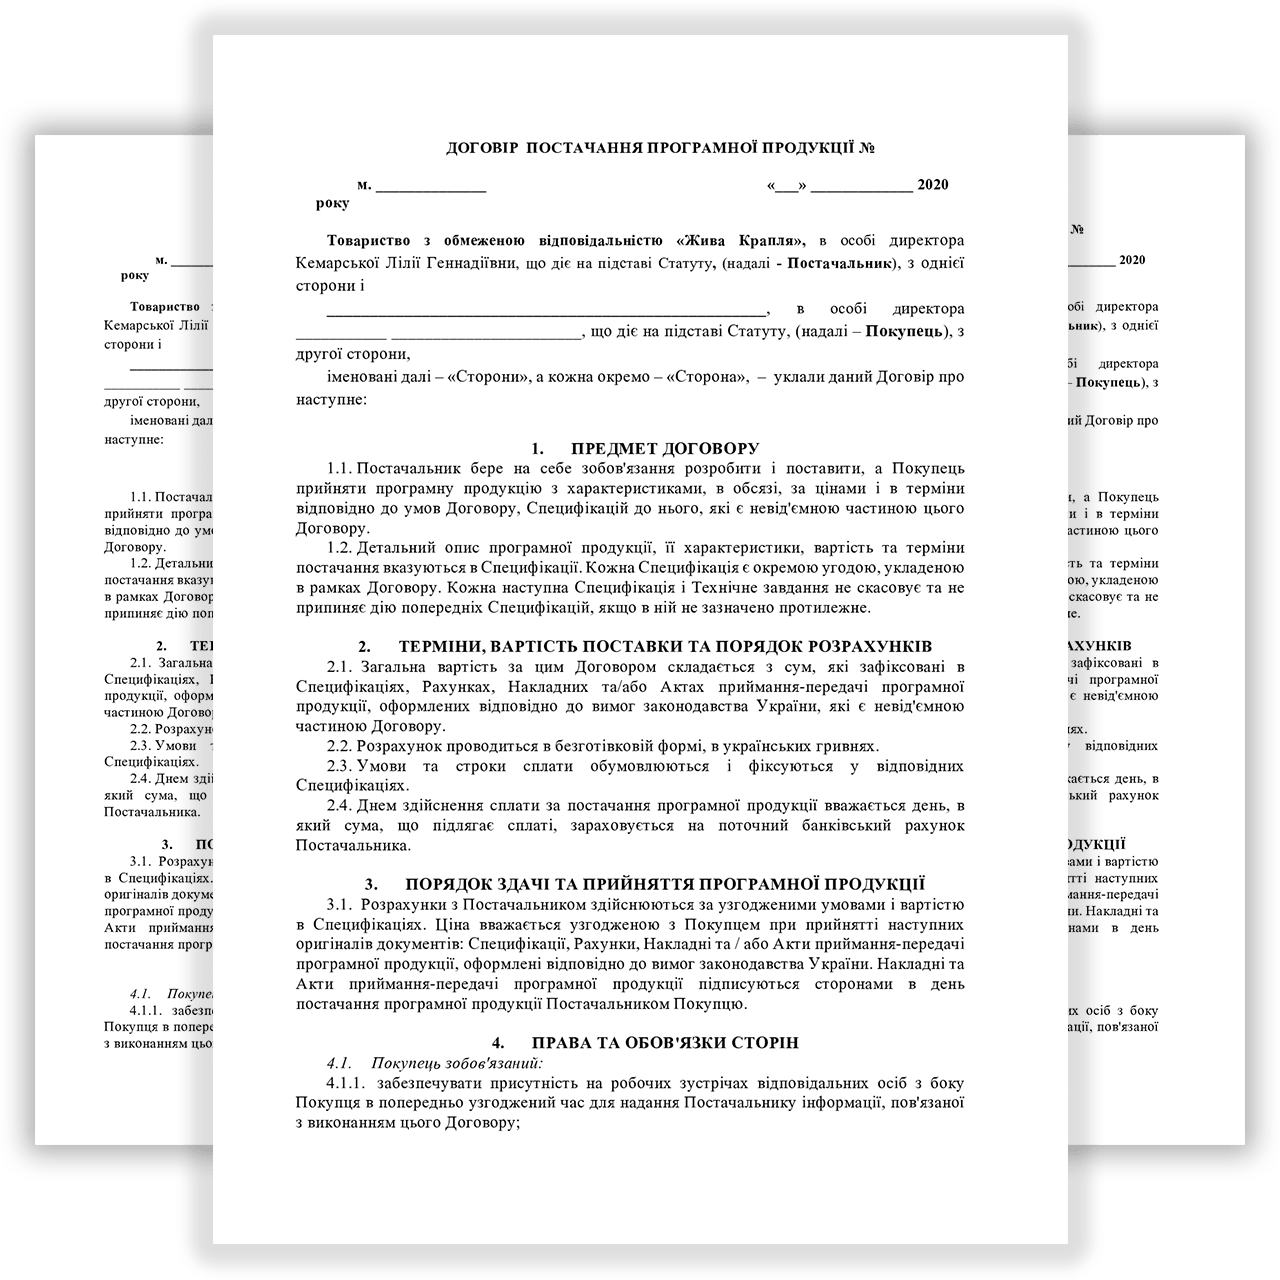 ДОГОВІР ПОСТАЧАННЯ ПРОГРАМНОЇ ПРОДУКЦІЇ №
м. ______________ «___» _____________ 2020
року
Товариство з обмеженою відповідальністю «Жива Крапля», в особі директора
Кемарської Лілії Геннадіївни, що діє на підставі Статуту, (надалі - Постачальник), з однієї
сторони і
________________________________________________________, в особі директора
_______________ ________________________, що діє на підставі Статуту, (надалі – Покупець), з
другої сторони,
іменовані далі – «Сторони», а кожна окремо – «Сторона», – уклали даний Договір про
наступне:
1. ПРЕДМЕТ ДОГОВОРУ
1.1. Постачальник бере на себе зобов'язання розробити і поставити, а Покупець
прийняти програмну продукцію з характеристиками, в обсязі, за цінами і в терміни
відповідно до умов Договору, Специфікацій до нього, які є невід'ємною частиною цього
Договору.
1.2. Детальний опис програмної продукції, її характеристики, вартість та терміни
постачання вказуються в Специфікації. Кожна Специфікація є окремою угодою, укладеною
в рамках Договору. Кожна наступна Специфікація і Технічне завдання не скасовує та не
припиняє дію попередніх Специфікацій, якщо в ній не зазначено протилежне.
2. ТЕРМІНИ, ВАРТІСТЬ ПОСТАВКИ ТА ПОРЯДОК РОЗРАХУНКІВ
2.1. Загальна вартість за цим Договором складається з сум, які зафіксовані в
Специфікаціях, Рахунках, Накладних та/або Актах приймання-передачі програмної
продукції, оформлених відповідно до вимог законодавства України, які є невід'ємною
частиною Договору.
2.2. Розрахунок проводиться в безготівковій формі, в українських гривнях.
2.3. Умови та строки сплати обумовлюються і фіксуються у відповідних
Специфікаціях.
2.4. Днем здійснення сплати за постачання програмної продукції вважається день, в
який сума, що підлягає сплаті, зараховується на поточний банківський рахунок
Постачальника.
3. ПОРЯДОК ЗДАЧІ ТА ПРИЙНЯТТЯ ПРОГРАМНОЇ ПРОДУКЦІЇ
3.1. Розрахунки з Постачальником здійснюються за узгодженими умовами і вартістю
в Специфікаціях. Ціна вважається узгодженою з Покупцем при прийнятті наступних
оригіналів документів: Специфікації, Рахунки, Накладні та / або Акти приймання-передачі
програмної продукції, оформлені відповідно до вимог законодавства України. Накладні та
Акти приймання-передачі програмної продукції підписуються сторонами в день
постачання програмної продукції Постачальником Покупцю.
4. ПРАВА ТА ОБОВ'ЯЗКИ СТОРІН
4.1. Покупець зобов'язаний:
4.1.1. забезпечувати присутність на робочих зустрічах відповідальних осіб з боку
Покупця в попередньо узгоджений час для надання Постачальнику інформації, пов'язаної
з виконанням цього Договору;